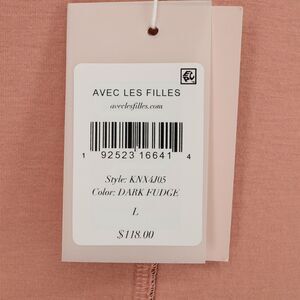 AVEC LES FILLES
aveclesfilles.com
1 92523 16641 4
Style: KNX4J05
Color: DARK FUDGE
L
$118.00